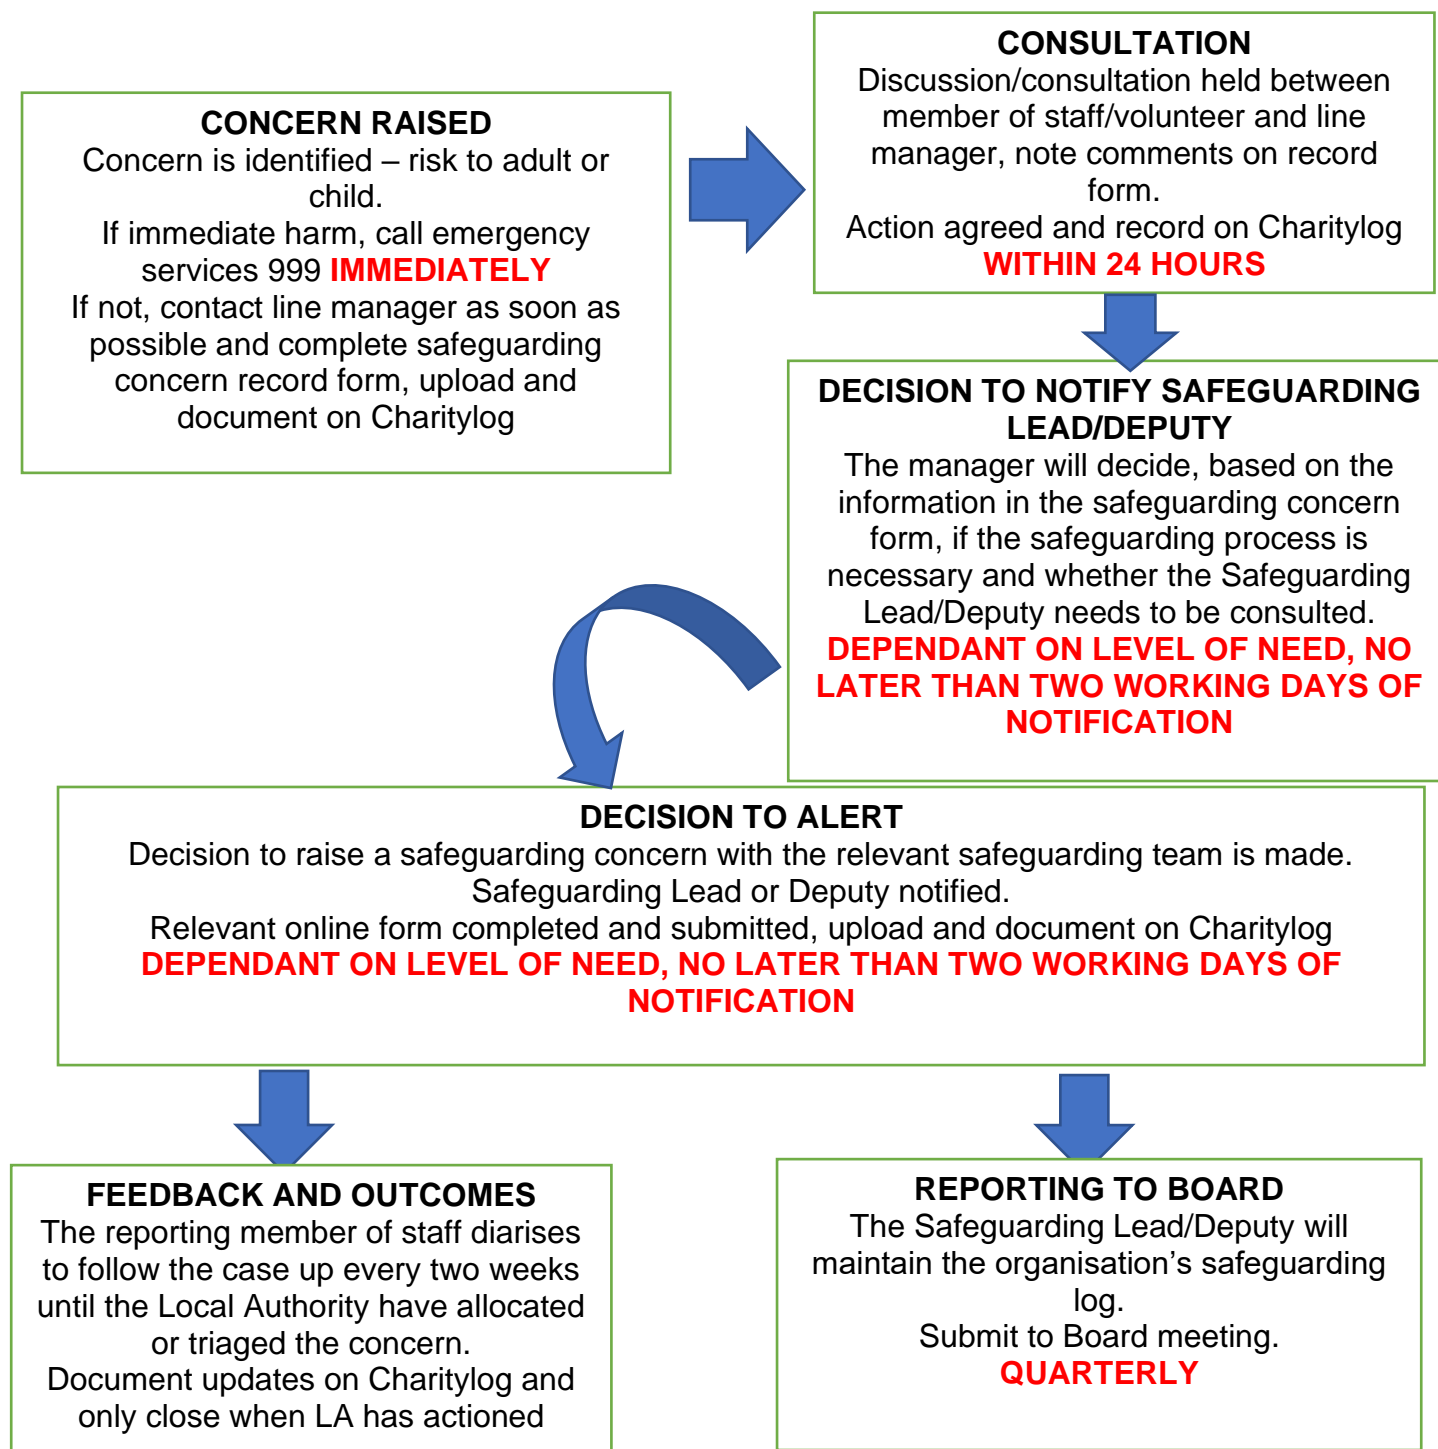 CONCERN RAISED
Concern is identified – risk to adult or
child.
If immediate harm, call emergency
services 999 IMMEDIATELY
If not, contact line manager as soon as
possible and complete safeguarding
concern record form, upload and
document on Charitylog
CONSULTATION
Discussion/consultation held between
member of staff/volunteer and line
manager, note comments on record
form.
Action agreed and record on Charitylog
WITHIN 24 HOURS
DECISION TO NOTIFY SAFEGUARDING
LEAD/DEPUTY
The manager will decide, based on the
information in the safeguarding concern
form, if the safeguarding process is
necessary and whether the Safeguarding
Lead/Deputy needs to be consulted.
DEPENDANT ON LEVEL OF NEED, NO
LATER THAN TWO WORKING DAYS OF
NOTIFICATION
DECISION TO ALERT
Decision to raise a safeguarding concern with the relevant safeguarding team is made.
Safeguarding Lead or Deputy notified.
Relevant online form completed and submitted, upload and document on Charitylog
DEPENDANT ON LEVEL OF NEED, NO LATER THAN TWO WORKING DAYS OF
NOTIFICATION
FEEDBACK AND OUTCOMES
The reporting member of staff diarises
to follow the case up every two weeks
until the Local Authority have allocated
or triaged the concern.
Document updates on Charitylog and
only close when LA has actioned
REPORTING TO BOARD
The Safeguarding Lead/Deputy will
maintain the organisation’s safeguarding
log.
Submit to Board meeting.
QUARTERLY